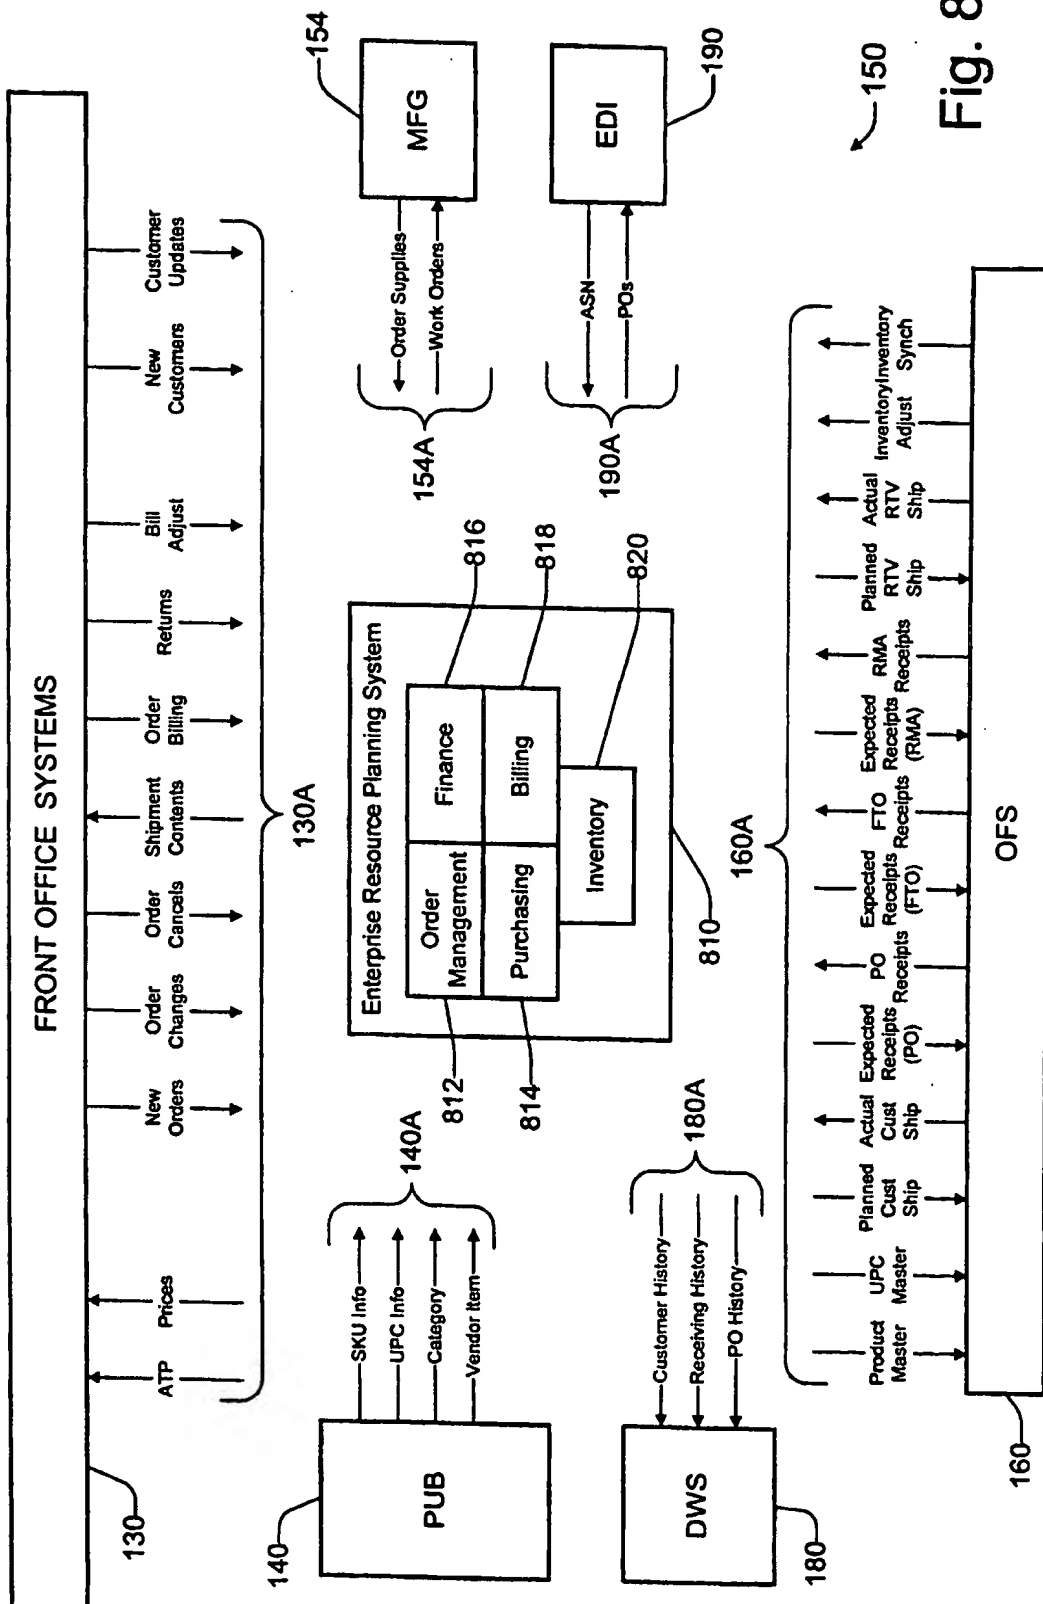 FRONT OFFICE SYSTEMS
130
ATP
Prices
New
Orders
Order
Changes
Order
Cancels
Shipment
Contents
Order
Billing
Returns
Bill
Adjust
New
Customers
Customer
Updates
130A
140
PUB
SKU Info
UPC Info
Category
Vendor Item
140A
Enterprise Resource Planning System
Order
Management
Finance
Purchasing
Billing
Inventory
812
814
816
818
820
810
154
MFG
Order Supplies
Work Orders
154A
EDI
190
ASN
POs
190A
180
DWS
Customer History
Receiving History
PO History
180A
160A
Product
Master
UPC
Master
Planned
Cust
Ship
Actual
Cust
Ship
Expected
Receipts
(PO)
PO
Receipts
Expected
Receipts
(FTO)
FTO
Receipts
Expected
Receipts
(RMA)
RMA
Receipts
Planned
RTV
Ship
Actual
RTV
Ship
Inventory
Adjust
Inventory
Synch
OFS
160
150
Fig. 8